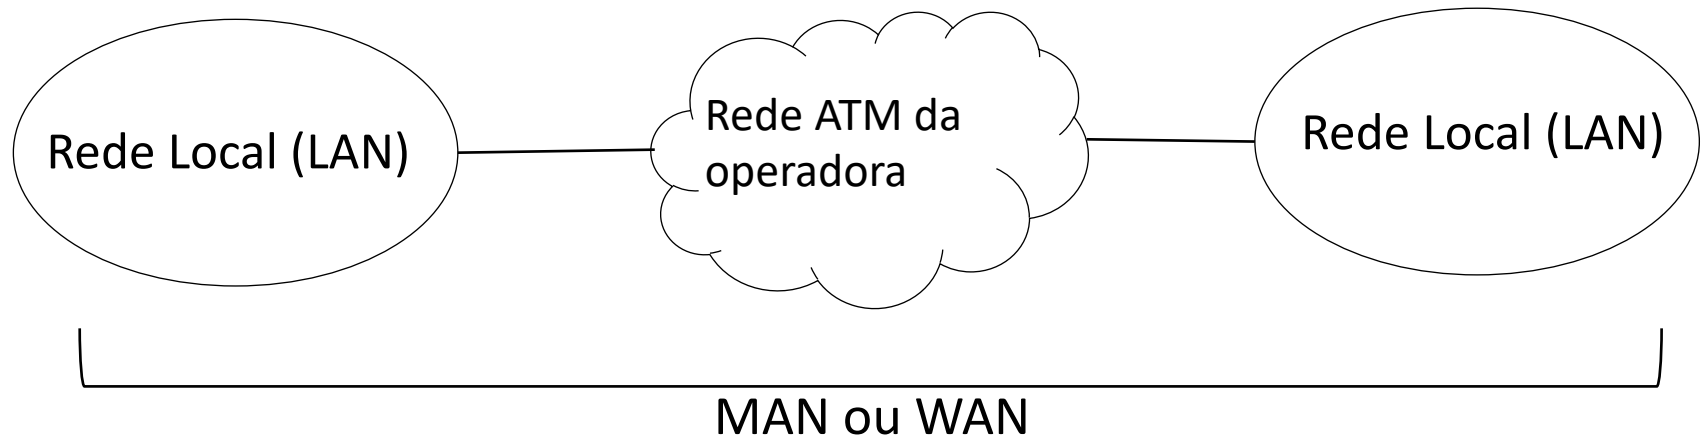 Rede Local (LAN)
Rede ATM da
operadora
Rede Local (LAN)
MAN ou WAN